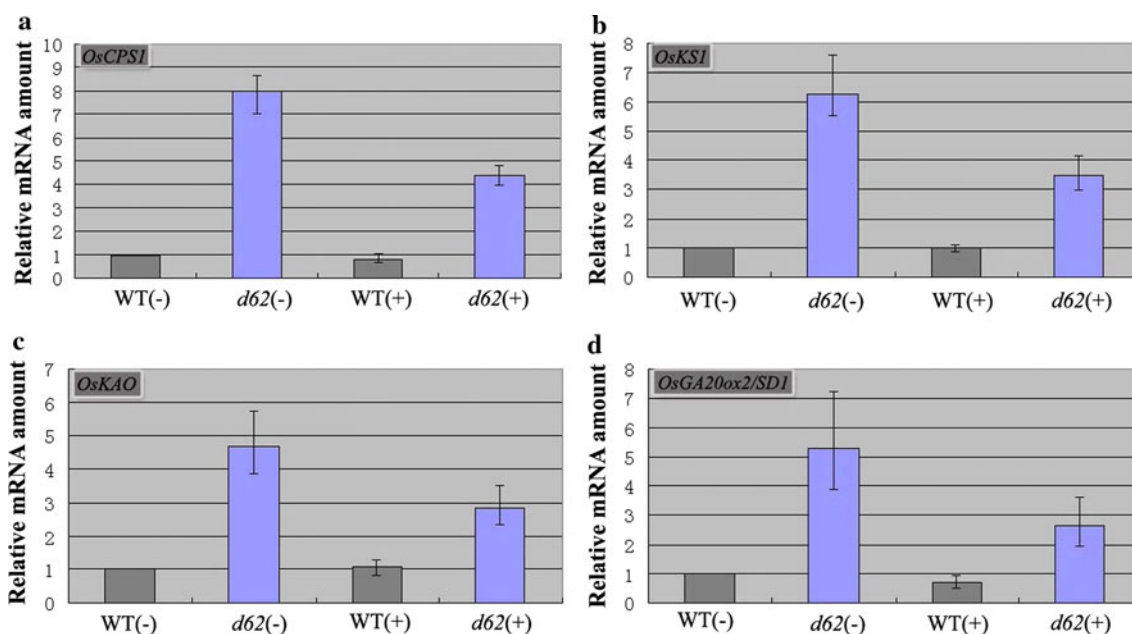 a
OsCPS1
Relative mRNA amount
10
9
8
7
6
5
4
3
2
1
0
WT(-) d62(-) WT(+) d62(+)
b
OsKS1
Relative mRNA amount
8
7
6
5
4
3
2
1
0
WT(-) d62(-) WT(+) d62(+)
c
OsKAO
Relative mRNA amount
7
6
5
4
3
2
1
0
WT(-) d62(-) WT(+) d62(+)
d
OsGA20ox2/SD1
Relative mRNA amount
8
7
6
5
4
3
2
1
0
WT(-) d62(-) WT(+) d62(+)